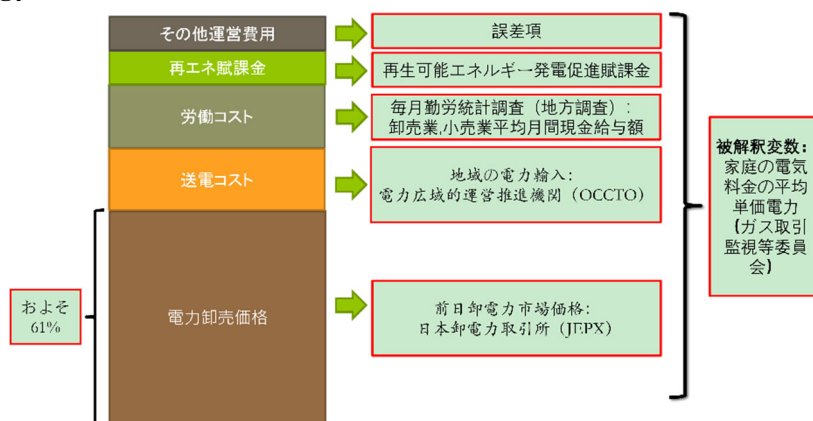 その他運営費用
誤差項
再エネ賦課金
再生可能エネルギー発電促進賦課金
労働コスト
毎月勤労統計調査（地方調査）：
卸売業,小売業平均月間現金給与額
送電コスト
地域の電力輸入：
電力広域的運営推進機関（OCCTO）
電力卸売価格
前日卸電力市場価格：
日本卸電力取引所（JEPX）
およそ
61%
被解釈変数：
家庭の電気
料金の平均
単価電力
（ガス取引
監視等委員
会）